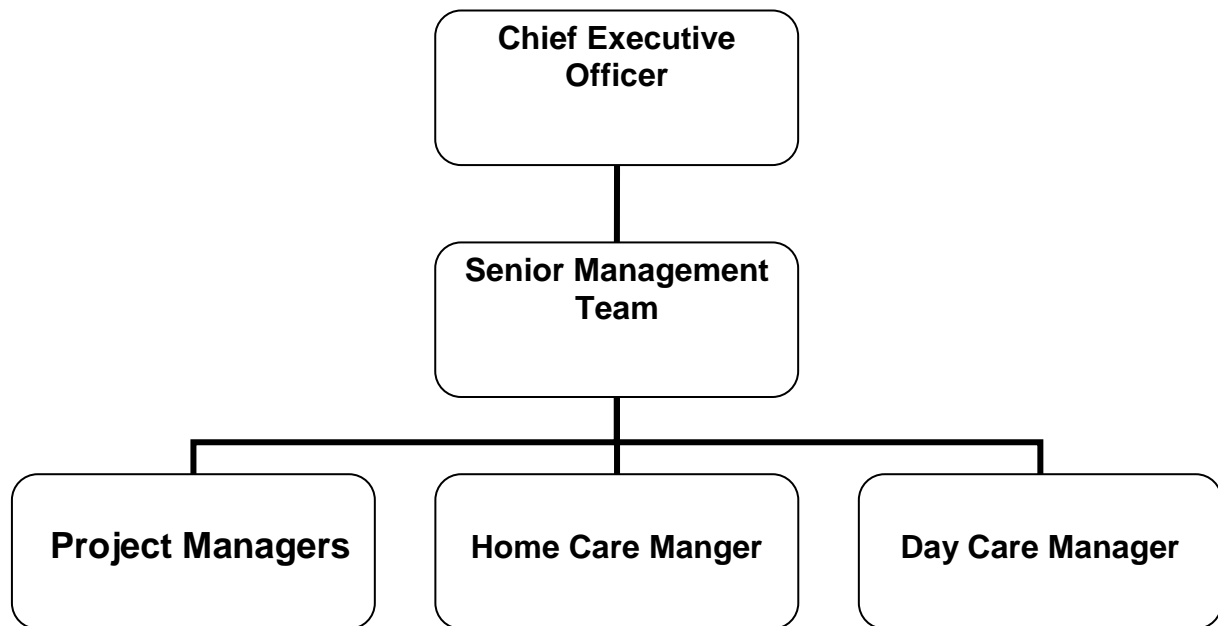 Chief Executive
Officer
Senior Management
Team
Project Managers
Home Care Manger
Day Care Manager